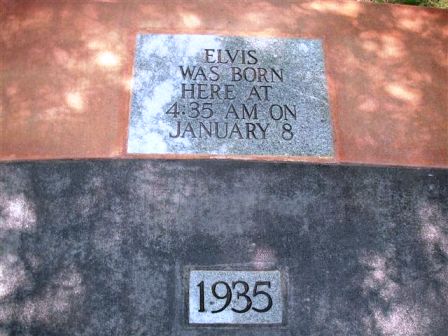 ELVIS
WAS BORN
HERE AT
4:35 AM ON
JANUARY 8
1935